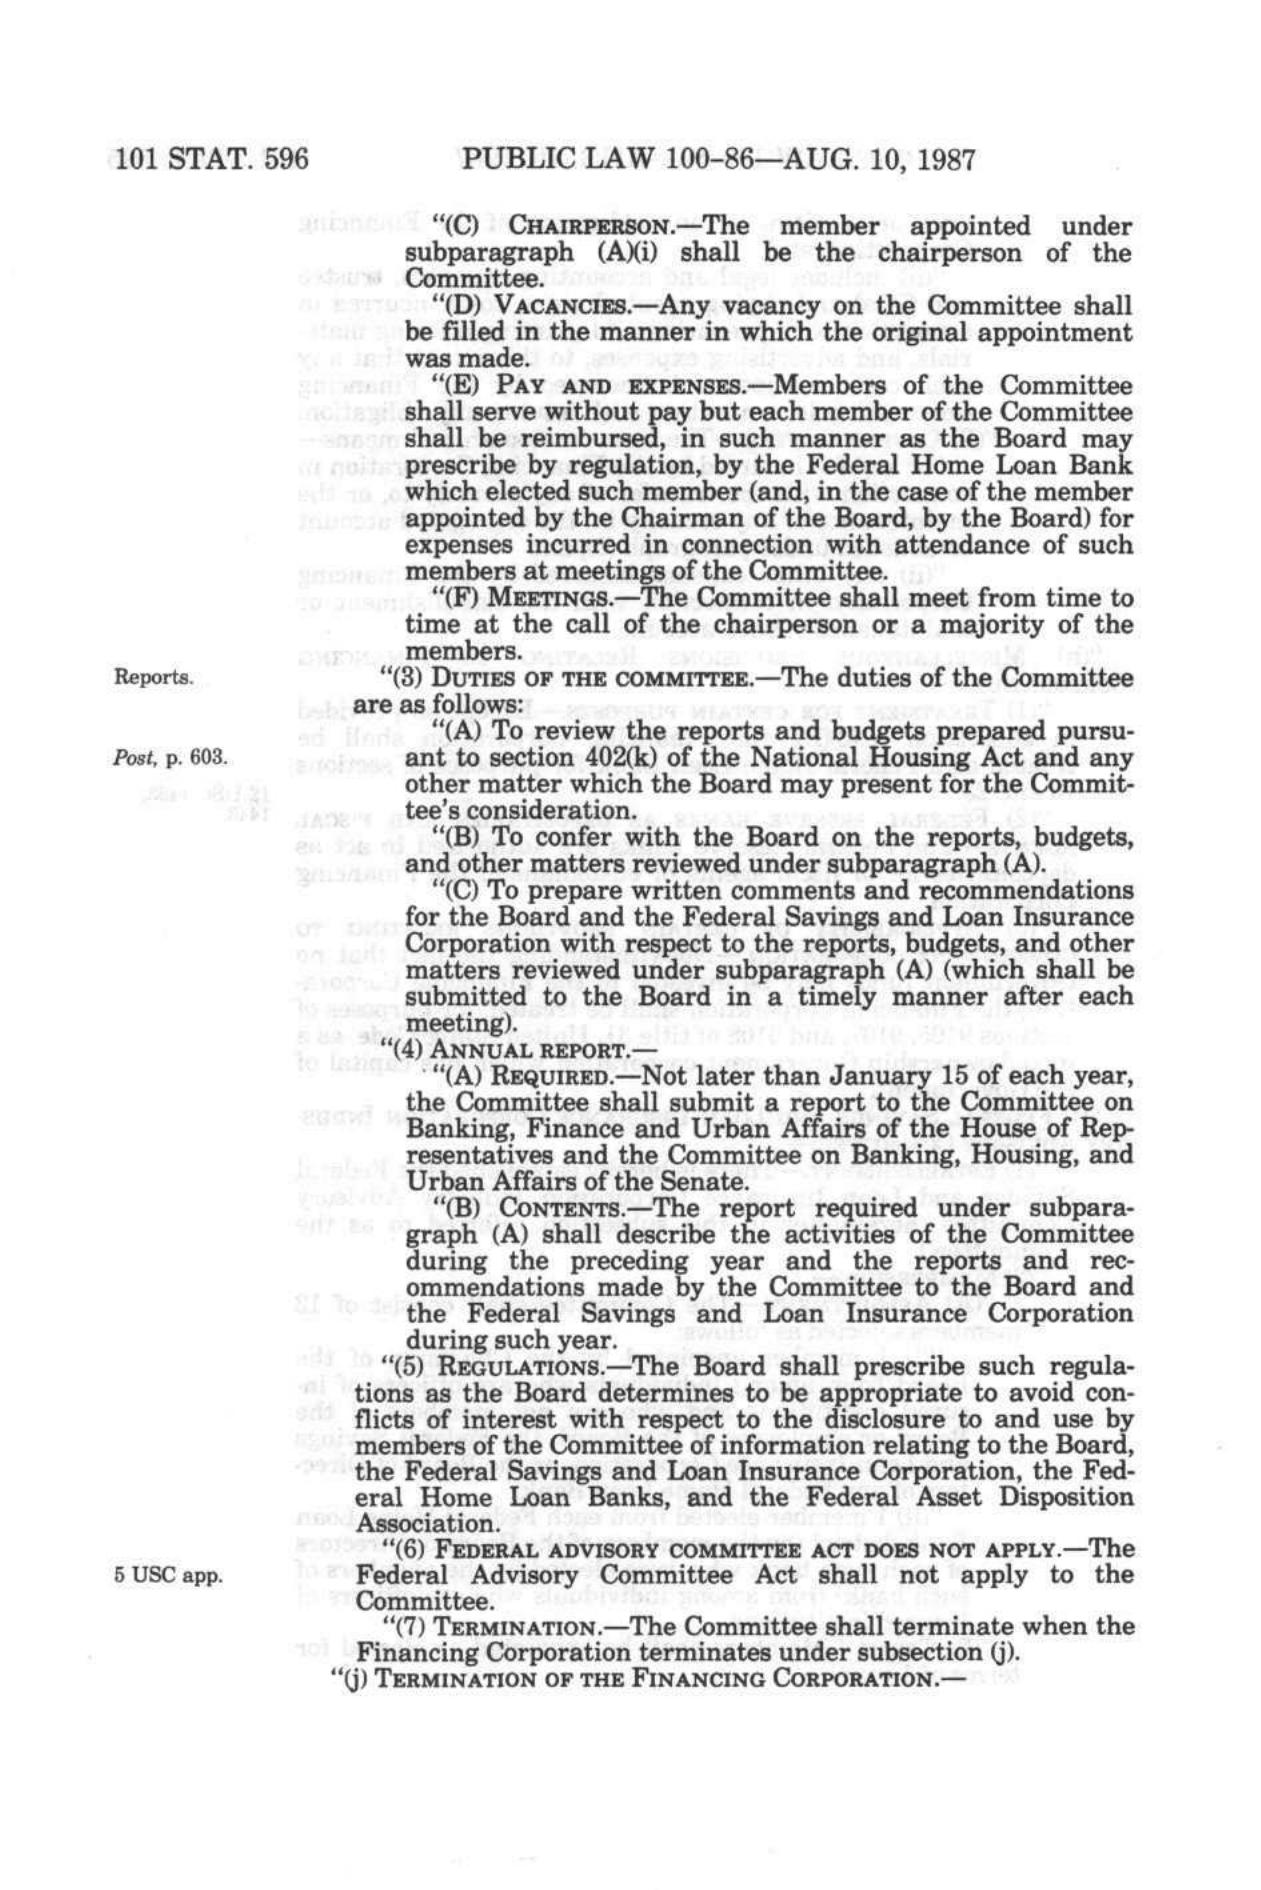 101 STAT. 596 PUBLIC LAW 100-86—AUG. 10, 1987
“(C) CHAIRPERSON.—The member appointed under
subparagraph (A)(i) shall be the chairperson of the
Committee.
“(D) VACANCIES.—Any vacancy on the Committee shall
be filled in the manner in which the original appointment
was made.
“(E) PAY AND EXPENSES.—Members of the Committee
shall serve without pay but each member of the Committee
shall be reimbursed, in such manner as the Board may
prescribe by regulation, by the Federal Home Loan Bank
which elected such member (and, in the case of the member
appointed by the Chairman of the Board, by the Board) for
expenses incurred in connection with attendance of such
members at meetings of the Committee.
“(F) MEETINGS.—The Committee shall meet from time to
time at the call of the chairperson or a majority of the
members.
Reports.
“(3) DUTIES OF THE COMMITTEE.—The duties of the Committee
are as follows:
“(A) To review the reports and budgets prepared pursu-
Post, p. 603.
ant to section 402(k) of the National Housing Act and any
other matter which the Board may present for the Commit-
tee's consideration.
“(B) To confer with the Board on the reports, budgets,
and other matters reviewed under subparagraph (A).
“(C) To prepare written comments and recommendations
for the Board and the Federal Savings and Loan Insurance
Corporation with respect to the reports, budgets, and other
matters reviewed under subparagraph (A) (which shall be
submitted to the Board in a timely manner after each
meeting).
“(4) ANNUAL REPORT.—
“(A) REQUIRED.—Not later than January 15 of each year,
the Committee shall submit a report to the Committee on
Banking, Finance and Urban Affairs of the House of Rep-
resentatives and the Committee on Banking, Housing, and
Urban Affairs of the Senate.
“(B) CONTENTS.—The report required under subpara-
graph (A) shall describe the activities of the Committee
during the preceding year and the reports and rec-
ommendations made by the Committee to the Board and
the Federal Savings and Loan Insurance Corporation
during such year.
“(5) REGULATIONS.—The Board shall prescribe such regula-
tions as the Board determines to be appropriate to avoid con-
flicts of interest with respect to the disclosure to and use by
members of the Committee of information relating to the Board,
the Federal Savings and Loan Insurance Corporation, the Fed-
eral Home Loan Banks, and the Federal Asset Disposition
Association.
“(6) FEDERAL ADVISORY COMMITTEE ACT DOES NOT APPLY.—The
5 USC app.
Federal Advisory Committee Act shall not apply to the
Committee.
“(7) TERMINATION.—The Committee shall terminate when the
Financing Corporation terminates under subsection (j).
“(j) TERMINATION OF THE FINANCING CORPORATION.—